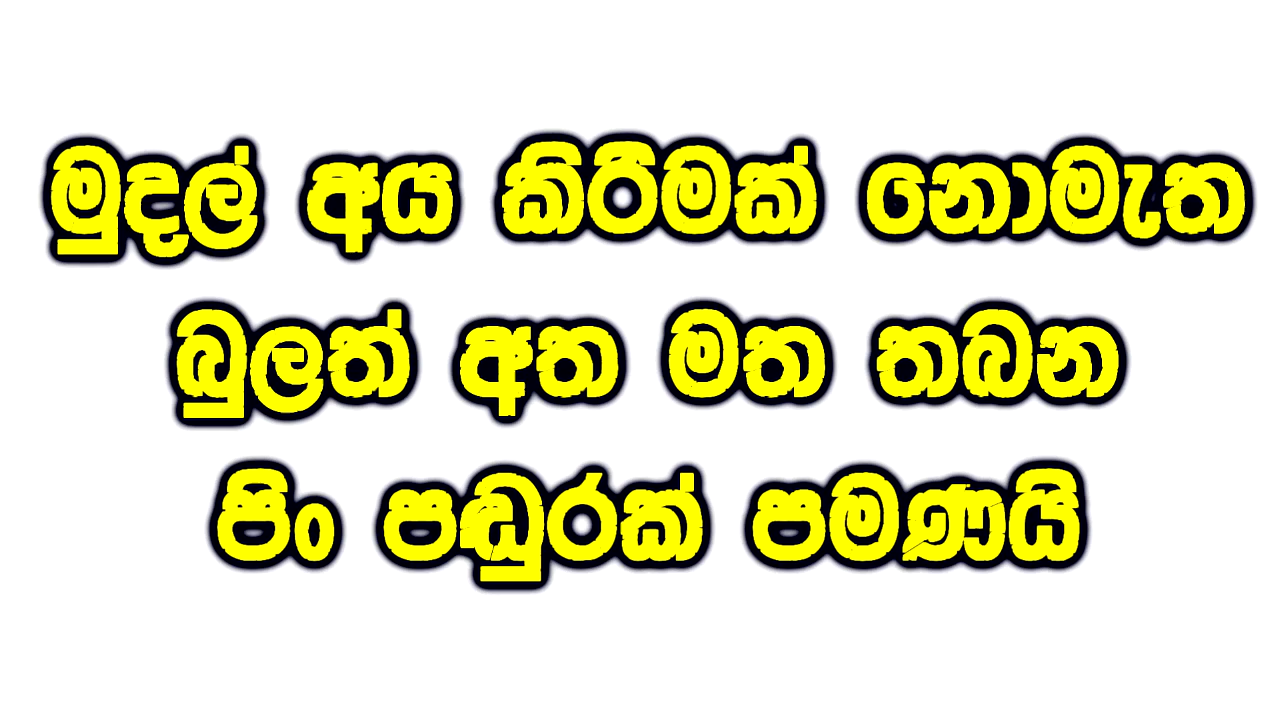 මුදල් අය කිරීමක් නොමැත
බුලත් අත මත තබන
පිං පඬුරක් පමණයි